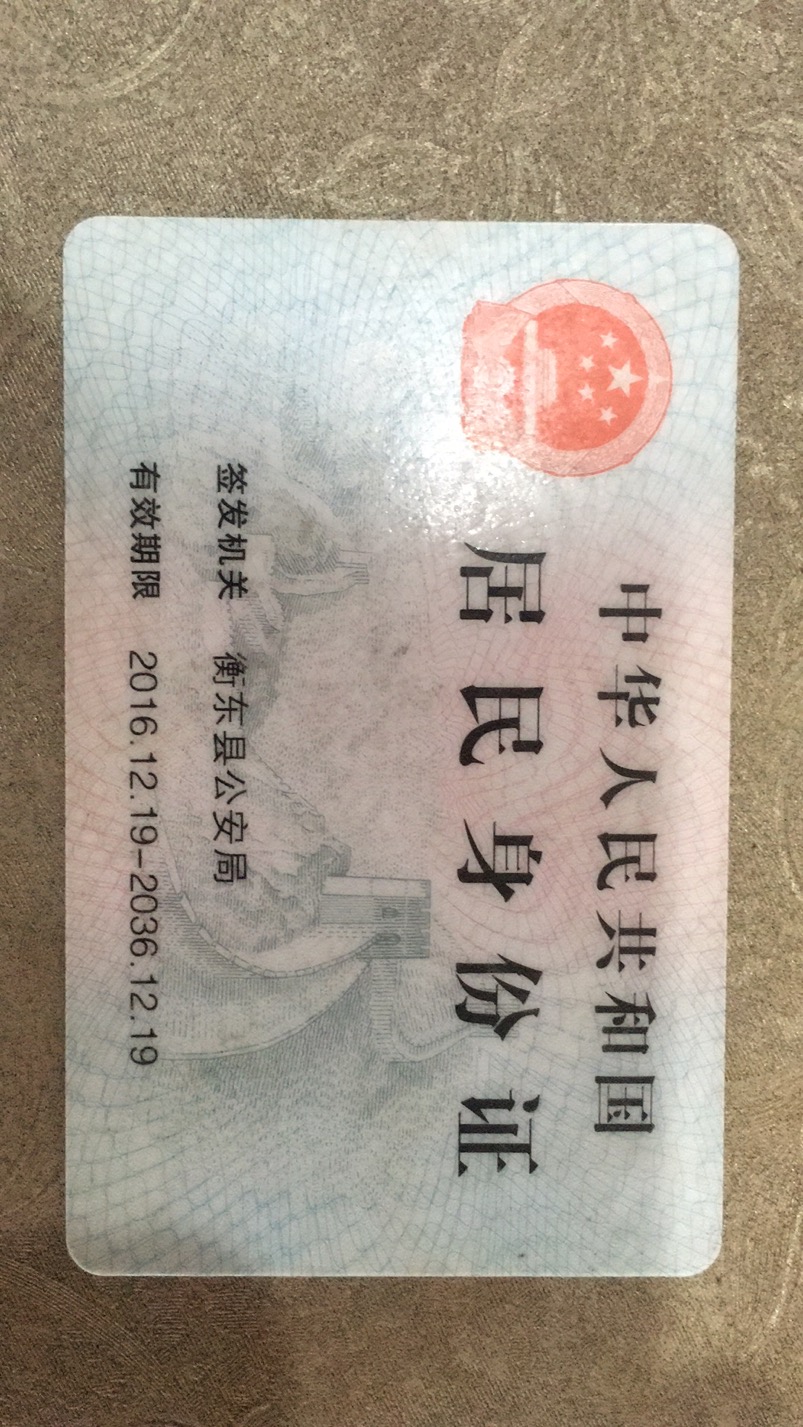 中华人民共和国
居民身份证
签发机关 衡东县公安局
有效期限 2016.12.19-2036.12.19